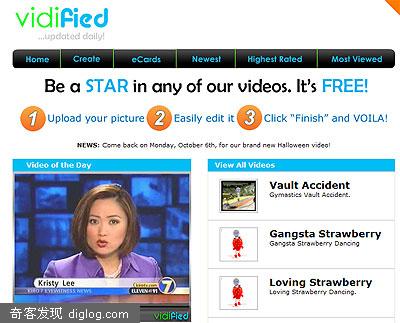 vidified
...updated daily!
Home Create eCards Newest Highest Rated Most Viewed
Be a STAR in any of our videos. It's FREE!
1 Upload your picture 2 Easily edit it 3 Click "Finish" and VOILA!
NEWS: Come back on Monday, October 6th, for our brand new Halloween video!
Video of the Day
Kristy Lee
KIRO 7 EYEWITNESS NEWS
ELEVEN@11
7
vidified
奇客发现 diglog.com
View All Videos
Vault Accident
Gymastics Vault Accident.
Gangsta Strawberry
Gangsta Strawberry Dancing
Loving Strawberry
Loving Strawberry Dancing.